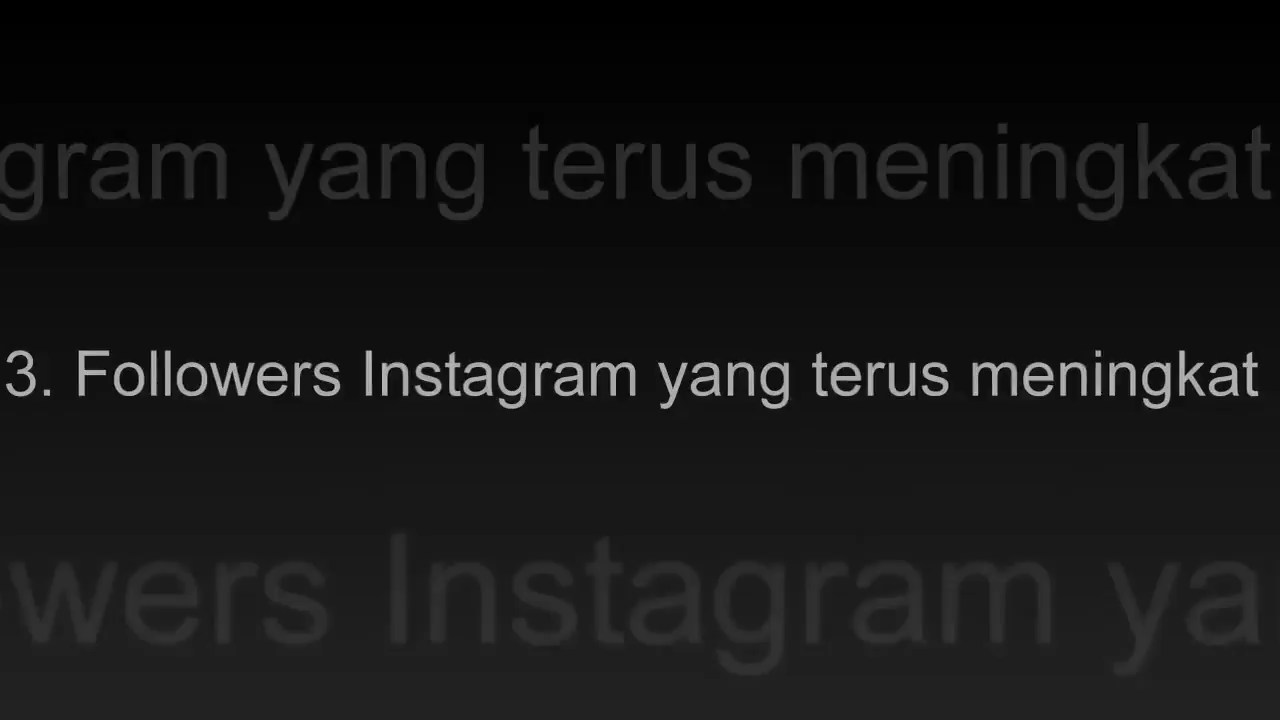 gram yang terus meningkat
3. Followers Instagram yang terus meningkat
wers Instagram ya